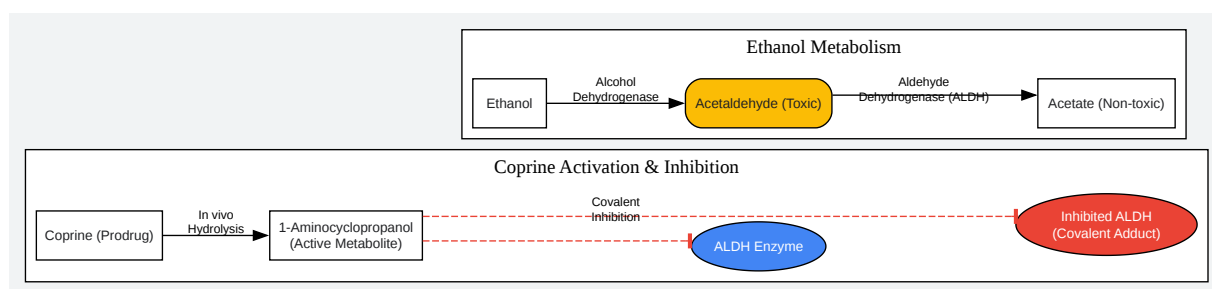 Ethanol Metabolism
Ethanol
Alcohol
Dehydrogenase
Acetaldehyde (Toxic)
Aldehyde
Dehydrogenase (ALDH)
Acetate (Non-toxic)
Coprine Activation & Inhibition
Coprine (Prodrug)
In vivo
Hydrolysis
1-Aminocyclopropanol
(Active Metabolite)
Covalent
Inhibition
ALDH Enzyme
Inhibited ALDH
(Covalent Adduct)